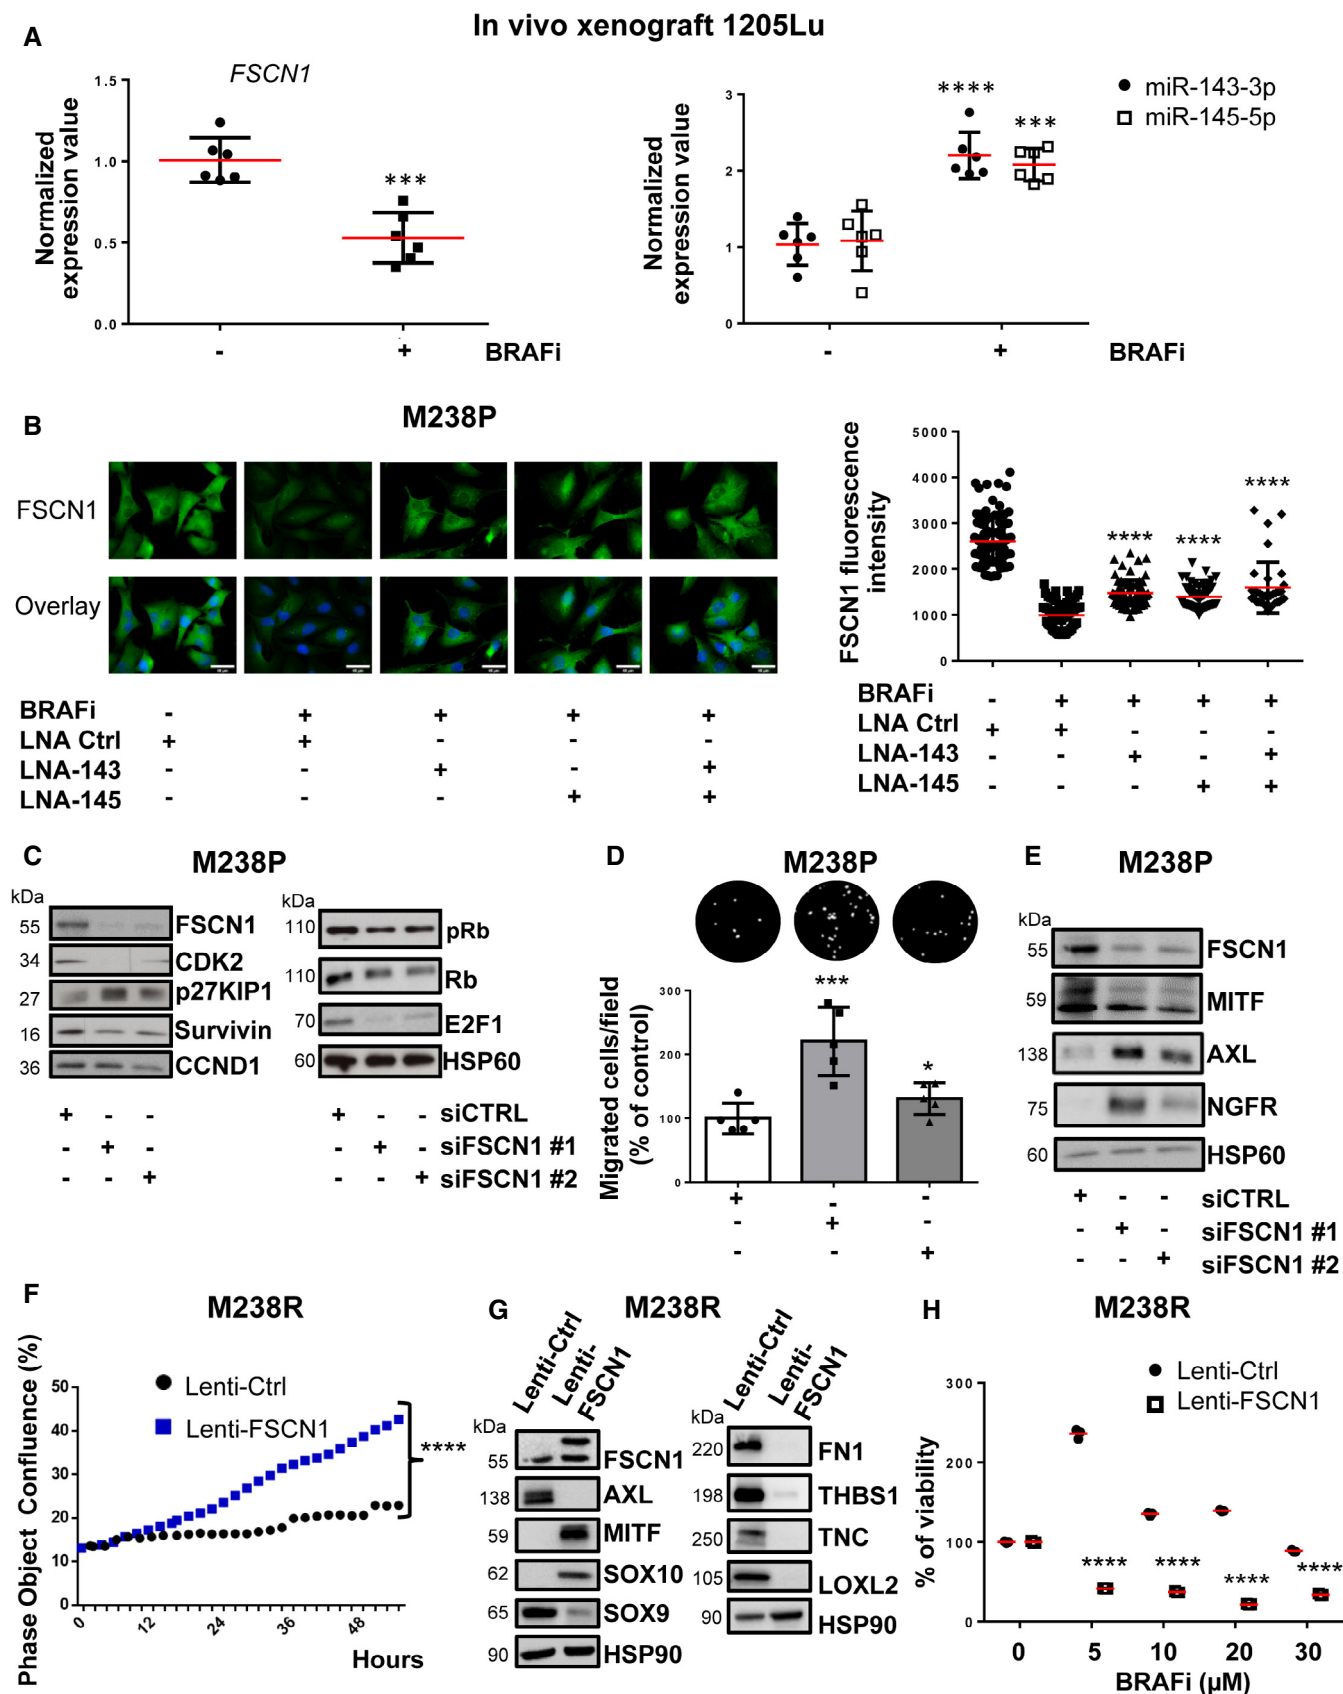 In vivo xenograft 1205Lu
A
FSCN1
Normalized
expression value
1.5
1.0
0.5
0.0
***
- + BRAFi
Normalized
expression value
3
2
1
0
**** ***
miR-143-3p
miR-145-5p
- + BRAFi
B
M238P
FSCN1
Overlay
BRAFi - + + + +
LNA Ctrl + + - - -
LNA-143 - - + - +
LNA-145 - - - + +
FSCN1 fluorescence
intensity
5000
4000
3000
2000
1000
0
**** **** ****
BRAFi - + + + +
LNA Ctrl + + - - -
LNA-143 - - + - +
LNA-145 - - - + +
C
M238P
kDa
55 FSCN1
34 CDK2
27 p27KIP1
16 Survivin
36 CCND1
kDa
110 pRb
110 Rb
70 E2F1
60 HSP60
+ - - + - - siCTRL
- + - - + - siFSCN1 #1
- - + - - + siFSCN1 #2
D
M238P
Migrated cells/field
(% of control)
300
200
100
0
*** *
+ - -
- + -
- - +
E
M238P
kDa
55 FSCN1
59 MITF
138 AXL
75 NGFR
60 HSP60
+ - - siCTRL
- + - siFSCN1 #1
- - + siFSCN1 #2
F
M238R
Phase Object Confluence (%)
50
40
30
20
10
0
Lenti-Ctrl
Lenti-FSCN1
****
0 12 24 36 48
Hours
G
M238R
Lenti-Ctrl
Lenti-
FSCN1
kDa
55 FSCN1
138 AXL
59 MITF
62 SOX10
65 SOX9
90 HSP90
Lenti-Ctrl
Lenti-
FSCN1
kDa
220 FN1
198 THBS1
250 TNC
105 LOXL2
90 HSP90
H
M238R
% of viability
300
200
100
0
Lenti-Ctrl
Lenti-FSCN1
**** **** **** ****
0 5 10 20 30
BRAFi (µM)